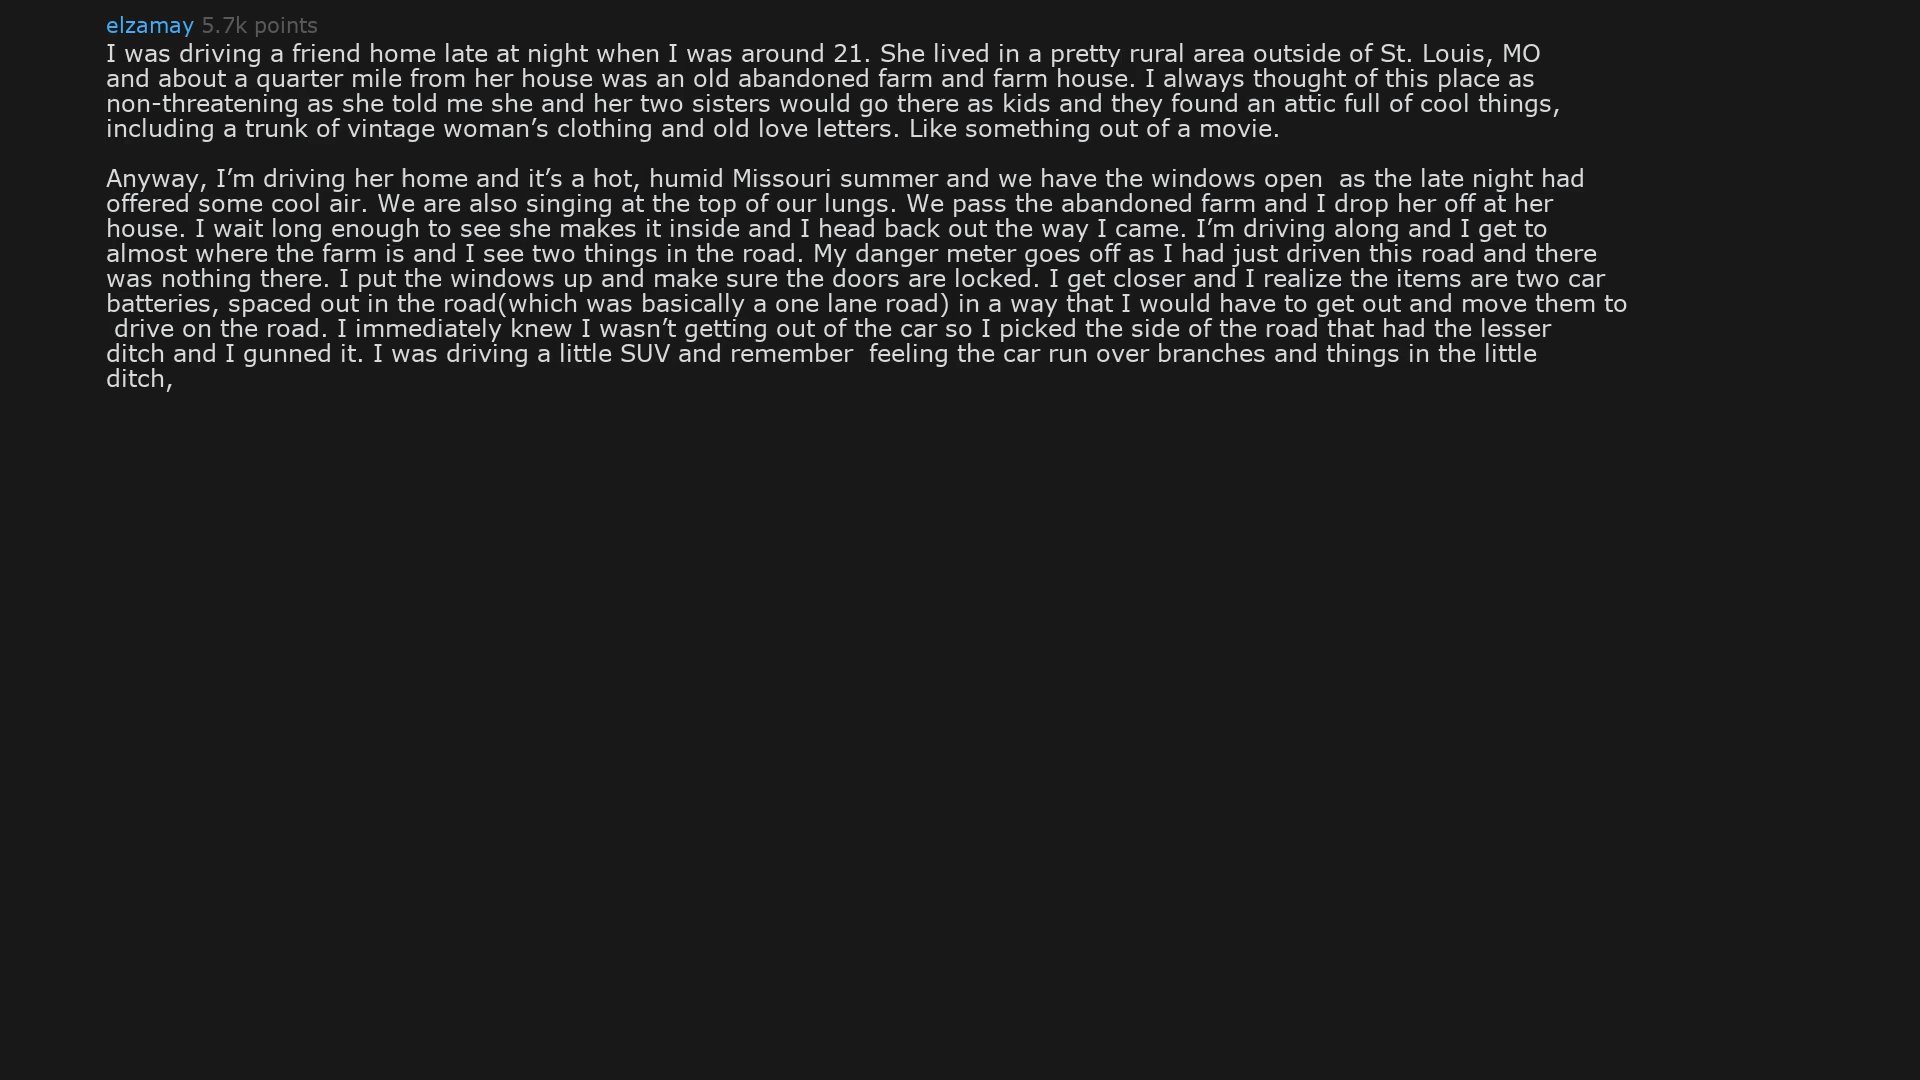 elzamay 5.7k points
I was driving a friend home late at night when I was around 21. She lived in a pretty rural area outside of St. Louis, MO
and about a quarter mile from her house was an old abandoned farm and farm house. I always thought of this place as
non-threatening as she told me she and her two sisters would go there as kids and they found an attic full of cool things,
including a trunk of vintage woman’s clothing and old love letters. Like something out of a movie.
Anyway, I’m driving her home and it’s a hot, humid Missouri summer and we have the windows open  as the late night had
offered some cool air. We are also singing at the top of our lungs. We pass the abandoned farm and I drop her off at her
house. I wait long enough to see she makes it inside and I head back out the way I came. I’m driving along and I get to
almost where the farm is and I see two things in the road. My danger meter goes off as I had just driven this road and there
was nothing there. I put the windows up and make sure the doors are locked. I get closer and I realize the items are two car
batteries, spaced out in the road(which was basically a one lane road) in a way that I would have to get out and move them to
drive on the road. I immediately knew I wasn’t getting out of the car so I picked the side of the road that had the lesser
ditch and I gunned it. I was driving a little SUV and remember  feeling the car run over branches and things in the little
ditch,